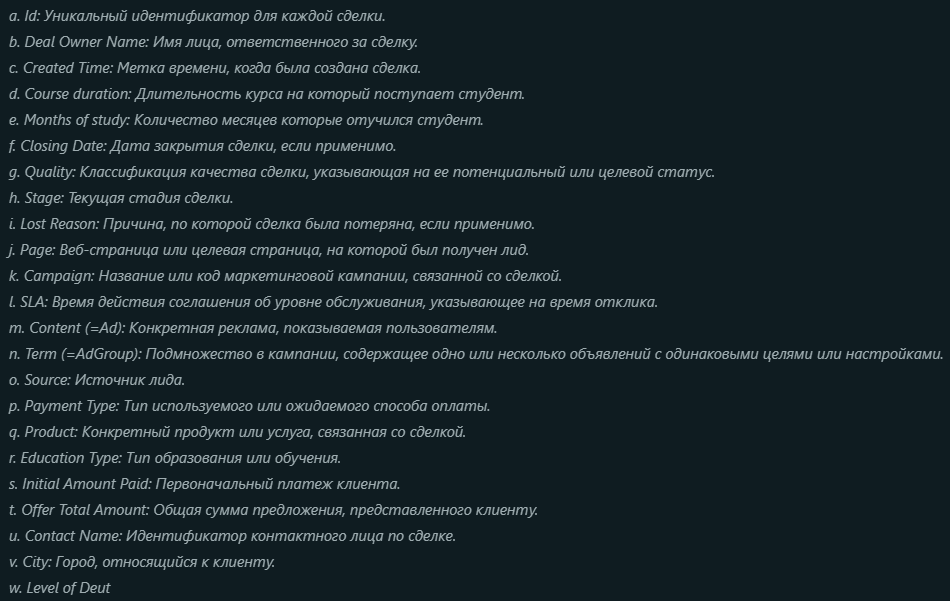 a. Id: Уникальный идентификатор для каждой сделки.
b. Deal Owner Name: Имя лица, ответственного за сделку.
c. Created Time: Метка времени, когда была создана сделка.
d. Course duration: Длительность курса на который поступает студент.
e. Months of study: Количество месяцев которые отучился студент.
f. Closing Date: Дата закрытия сделки, если применимо.
g. Quality: Классификация качества сделки, указывающая на ее потенциальный или целевой статус.
h. Stage: Текущая стадия сделки.
i. Lost Reason: Причина, по которой сделка была потеряна, если применимо.
j. Page: Веб-страница или целевая страница, на которой был получен лид.
k. Campaign: Название или код маркетинговой кампании, связанной со сделкой.
l. SLA: Время действия соглашения об уровне обслуживания, указывающее на время отклика.
m. Content (=Ad): Конкретная реклама, показываемая пользователям.
n. Term (=AdGroup): Подмножество в кампании, содержащее одно или несколько объявлений с одинаковыми целями или настройками.
o. Source: Источник лида.
p. Payment Type: Тип используемого или ожидаемого способа оплаты.
q. Product: Конкретный продукт или услуга, связанная со сделкой.
r. Education Type: Тип образования или обучения.
s. Initial Amount Paid: Первоначальный платеж клиента.
t. Offer Total Amount: Общая сумма предложения, представленного клиенту.
u. Contact Name: Идентификатор контактного лица по сделке.
v. City: Город, относящийся к клиенту.
w. Level of Deut